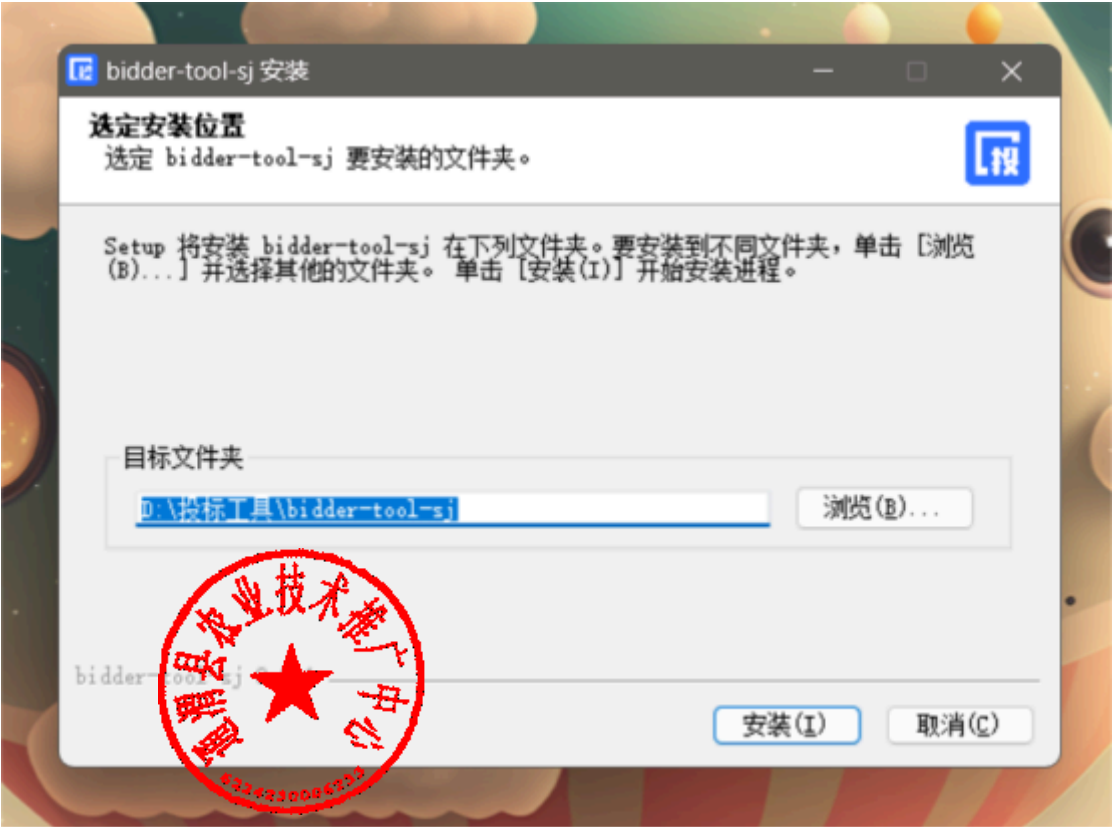 bidder-tool-sj 安装
选定安装位置
选定 bidder-tool-sj 要安装的文件夹。
投
Setup 将安装 bidder-tool-sj 在下列文件夹。要安装到不同文件夹，单击 [浏览
(B)...] 并选择其他的文件夹。 单击 [安装(I)] 开始安装进程。
目标文件夹
D:\投标工具\bidder-tool-sj
浏览(B)...
通渭县农业技术推广中心
bidder-tool-sj
安装(I)
取消(C)